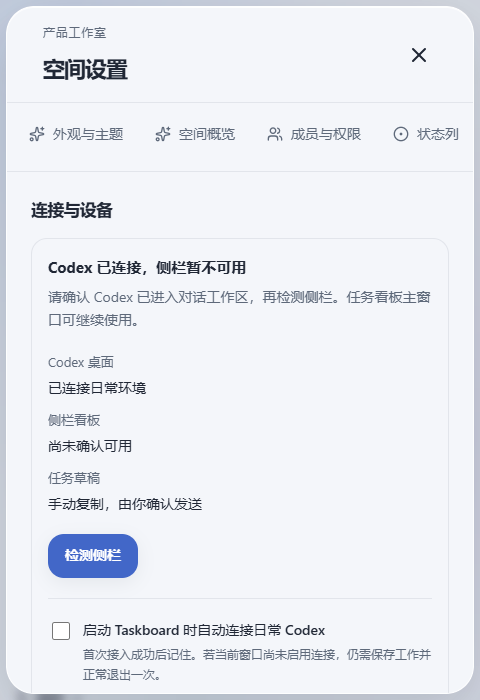 产品工作室
空间设置
外观与主题
空间概览
成员与权限
状态列
连接与设备
Codex 已连接，侧栏暂不可用
请确认 Codex 已进入对话工作区，再检测侧栏。任务看板主窗
口可继续使用。
Codex 桌面
已连接日常环境
侧栏看板
尚未确认可用
任务草稿
手动复制，由你确认发送
检测侧栏
启动 Taskboard 时自动连接日常 Codex
首次接入成功后记住。若当前窗口尚未启用连接，仍需保存工作并
正常退出一次。